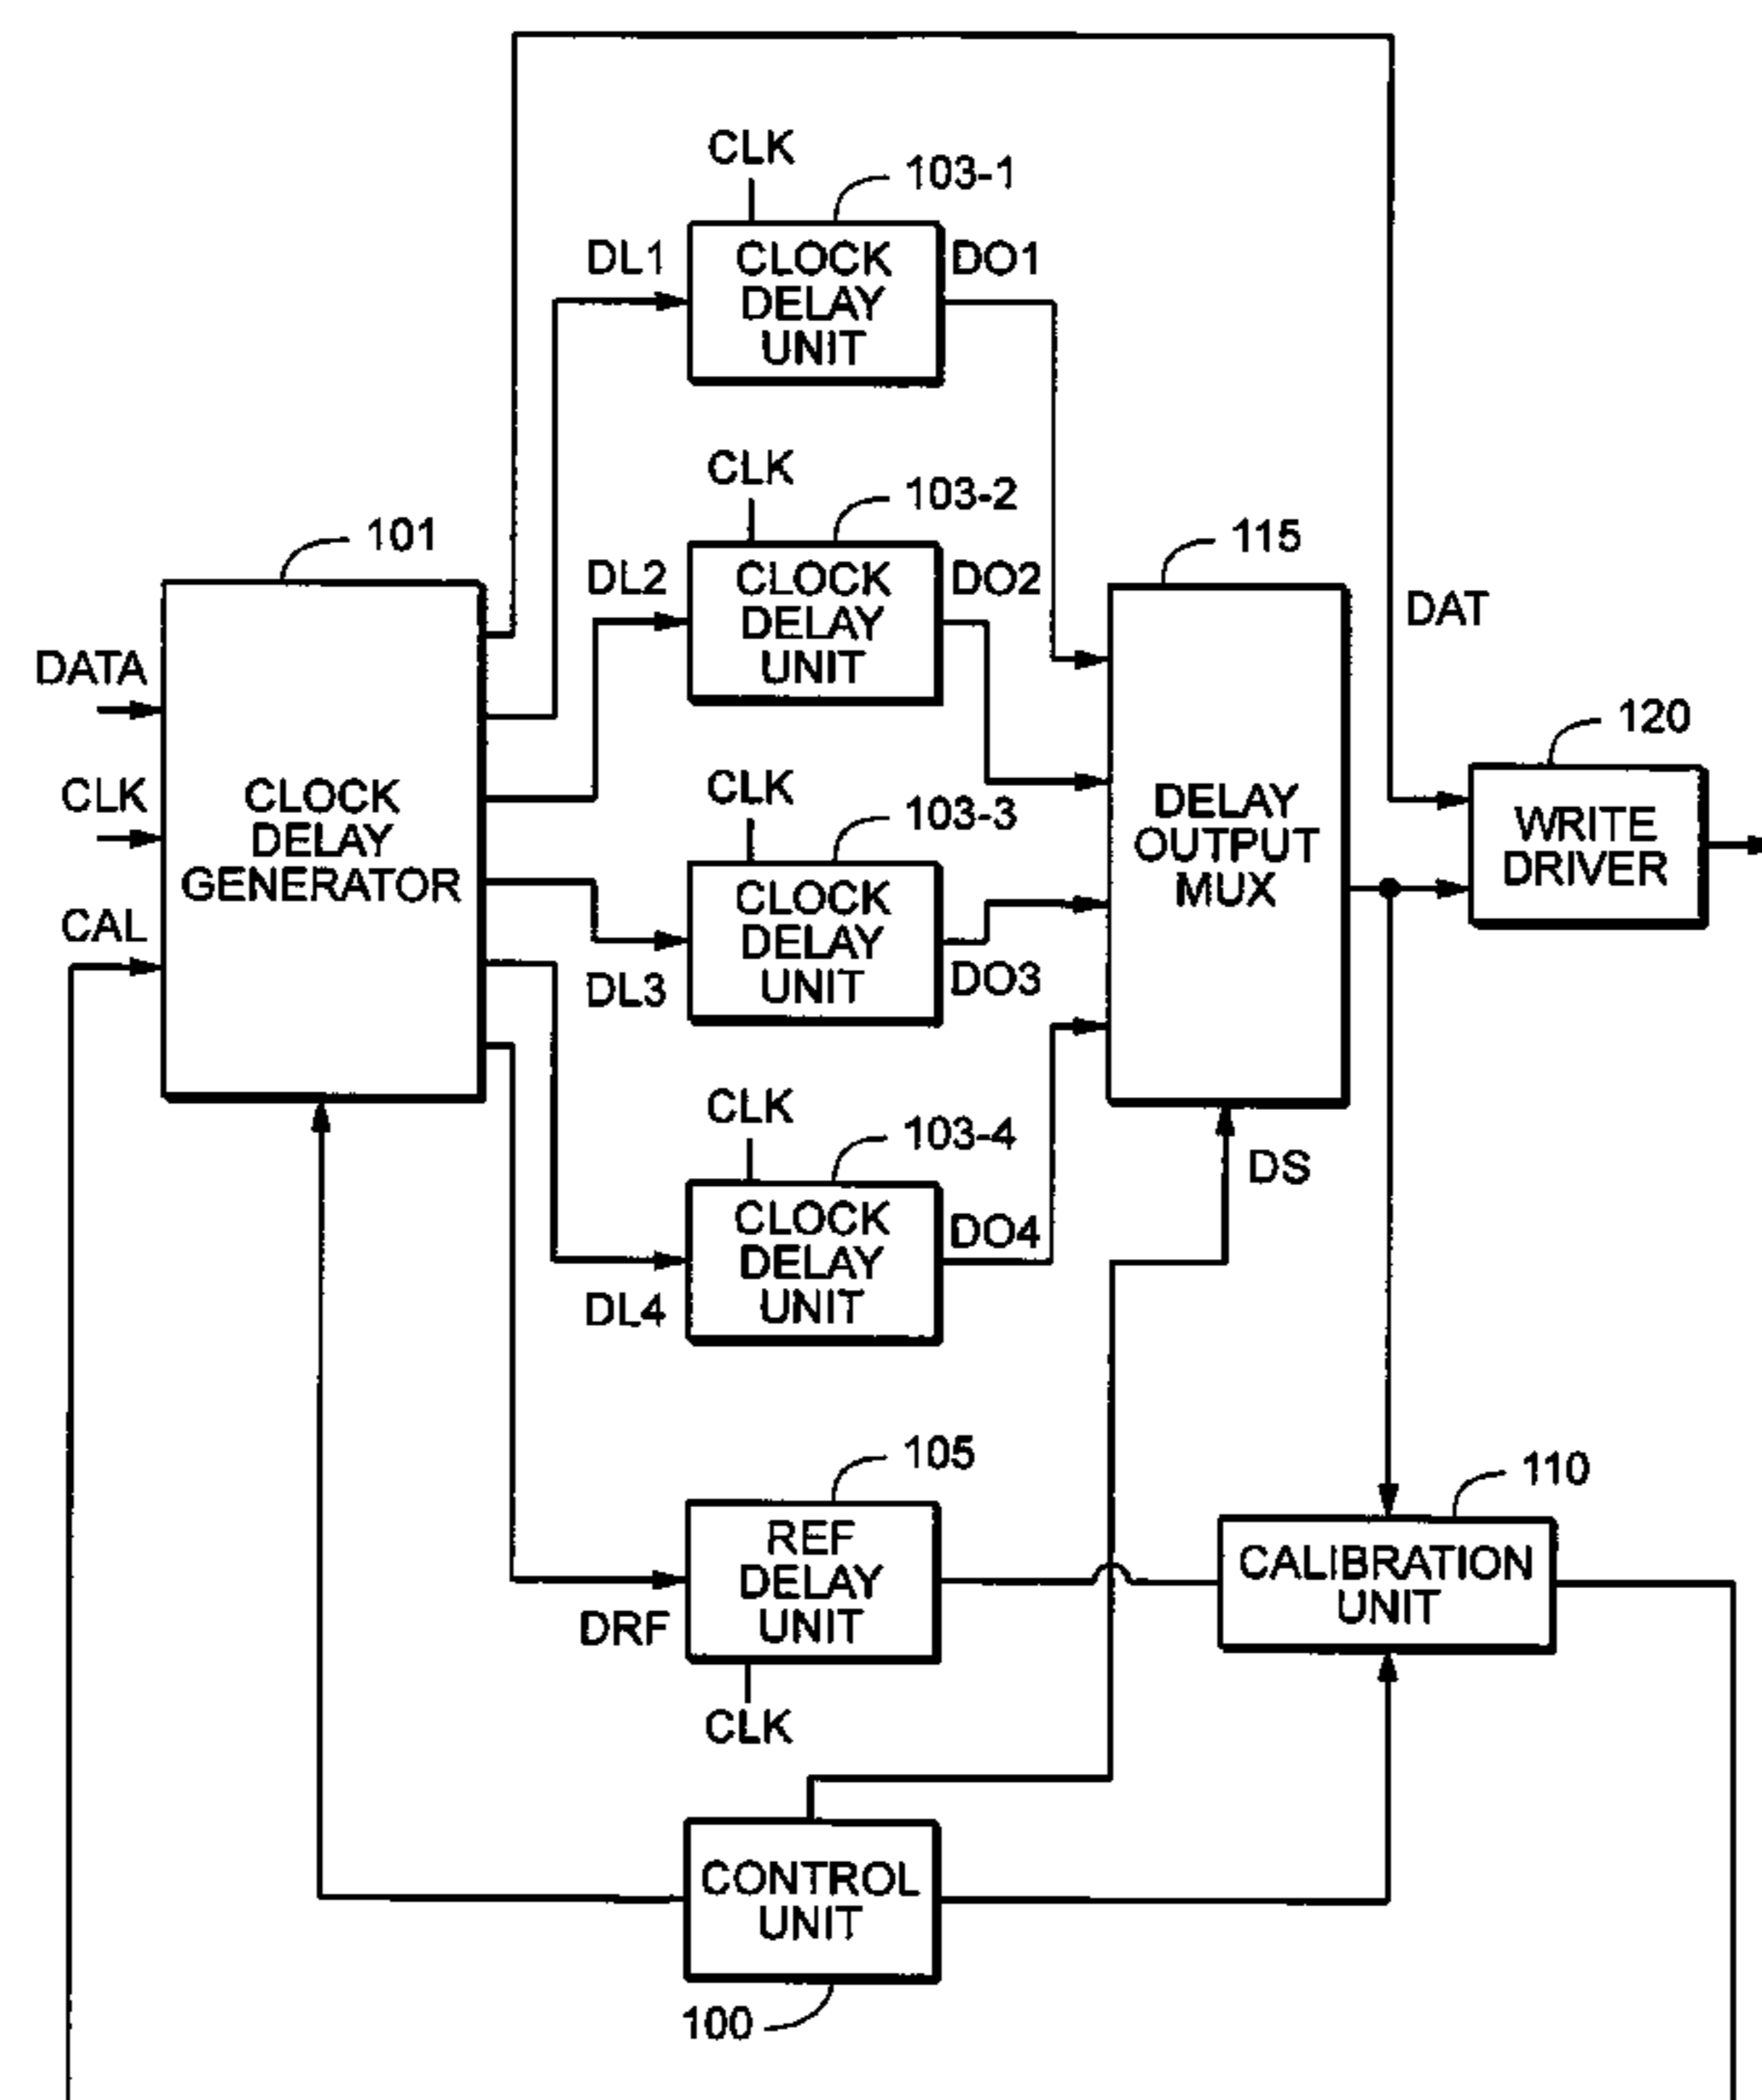 CLK
103-1
DL1
CLOCK
DELAY
UNIT
DO1
CLK
103-2
DL2
CLOCK
DELAY
UNIT
DO2
101
115
DAT
DATA
CLK
CAL
CLOCK
DELAY
GENERATOR
CLK
103-3
CLOCK
DELAY
UNIT
DL3
DO3
DELAY
OUTPUT
MUX
120
WRITE
DRIVER
CLK
103-4
CLOCK
DELAY
UNIT
DL4
DO4
DS
105
REF
DELAY
UNIT
DRF
CLK
110
CALIBRATION
UNIT
CONTROL
UNIT
100